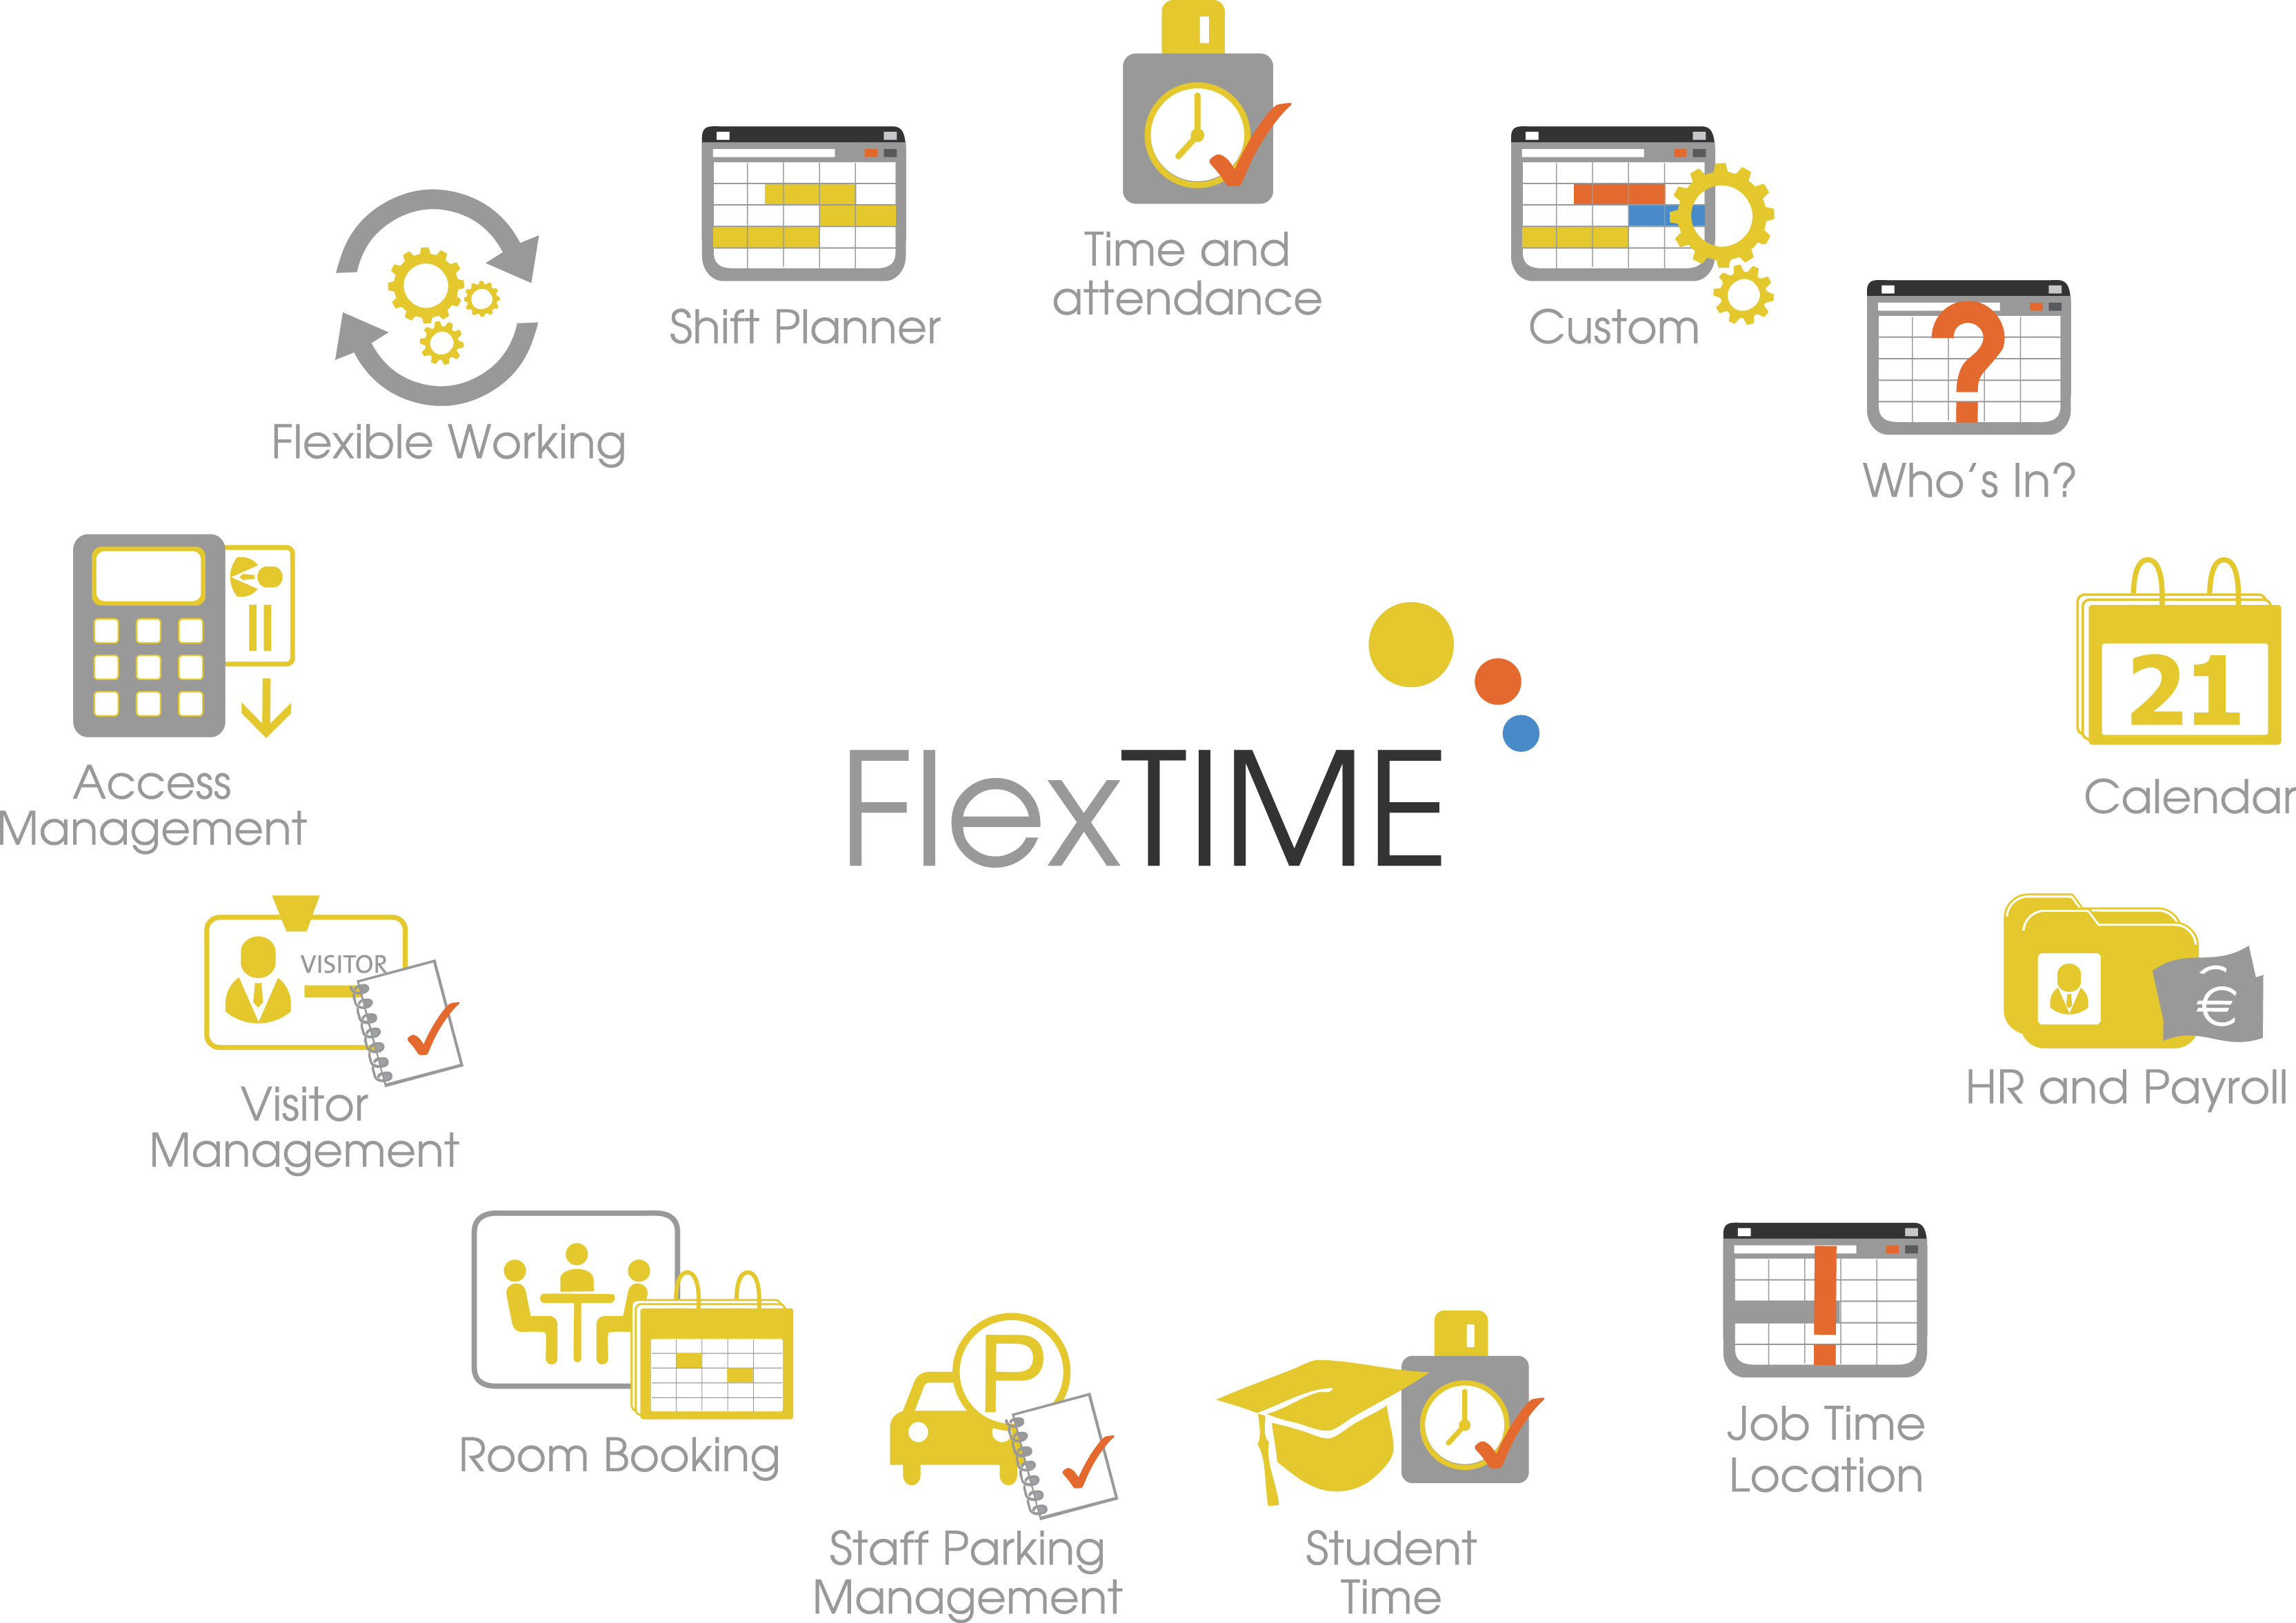 Time and
attendance
Shift Planner
Custom
Flexible Working
Who's In?
21
Access
Management
FlexTIME
Calendar
VISITOR
€
Visitor
Management
HR and Payroll
P
Room Booking
Job Time
Location
Staff Parking
Management
Student
Time